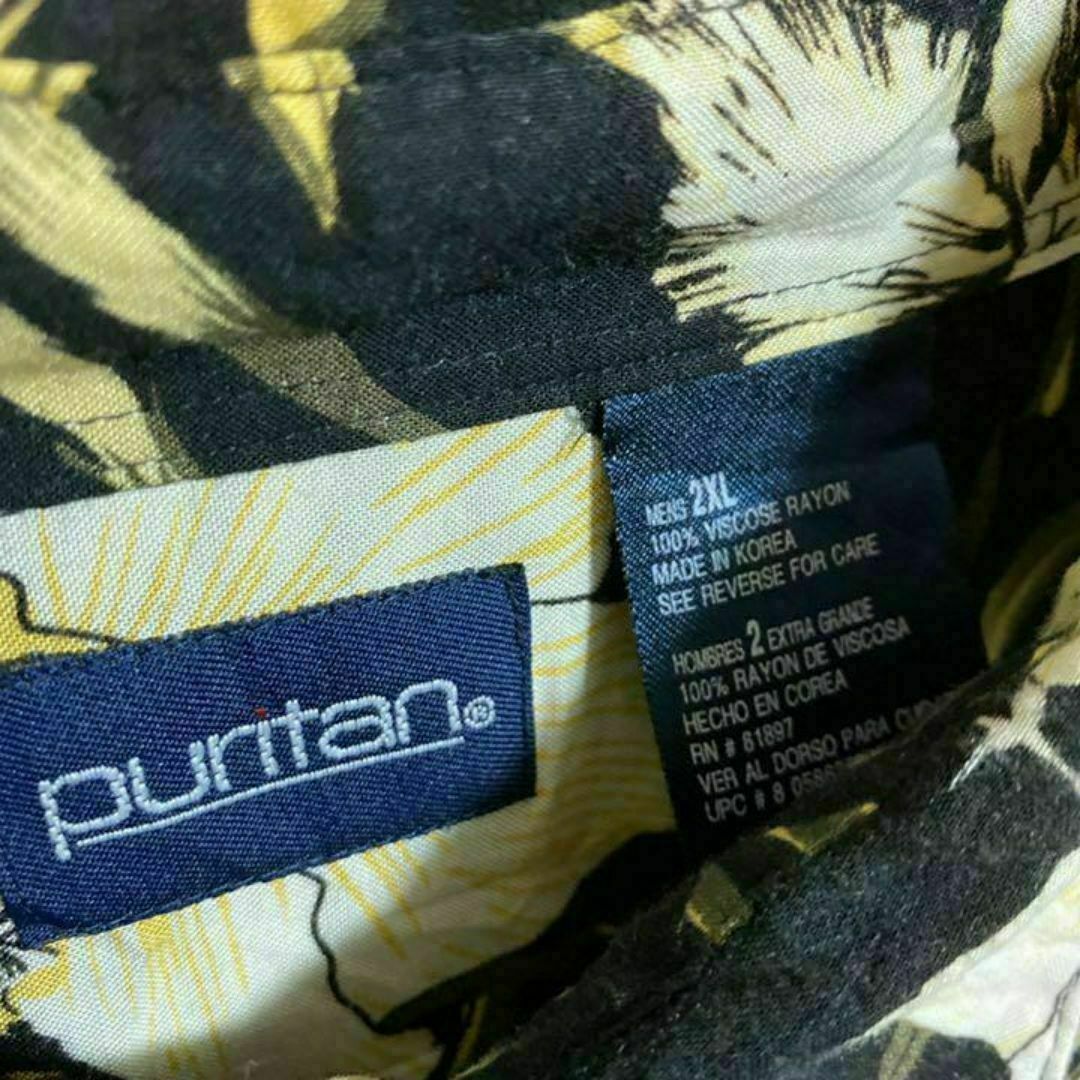 puritan®
MENS 2XL
100% VISCOSE RAYON
MADE IN KOREA
SEE REVERSE FOR CARE
HOMBRES 2 EXTRA GRANDE
100% RAYON DE VISCOSA
HECHO EN COREA
RN # 61897
VER AL DORSO PARA
UPC # 8